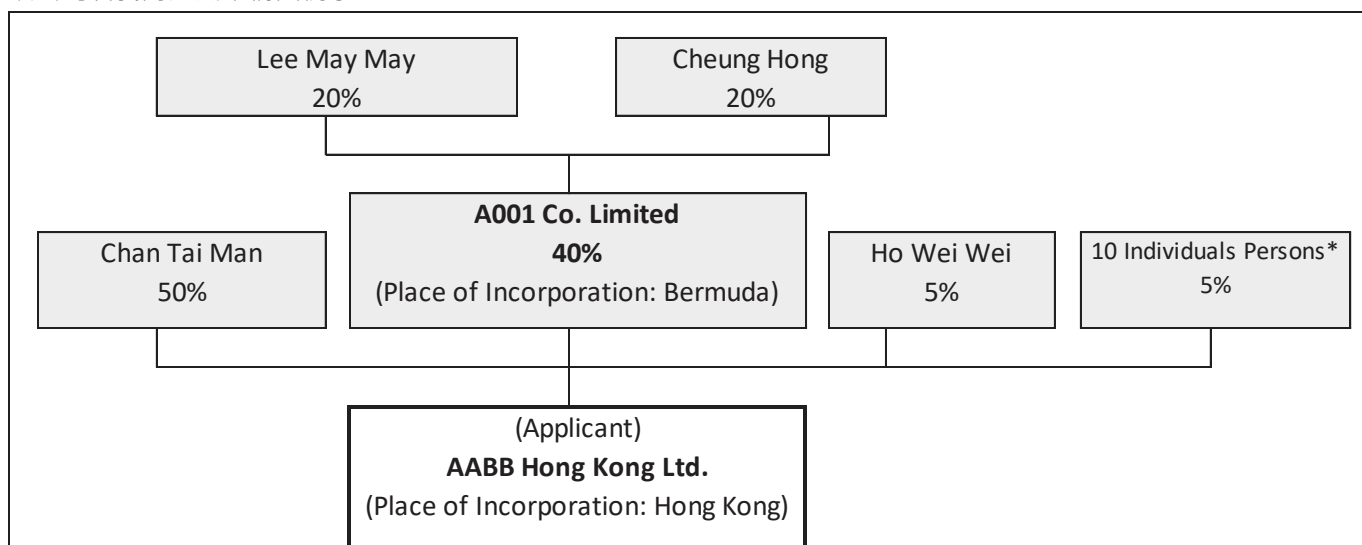 Lee May May
20%
Cheung Hong
20%
A001 Co. Limited
40%
(Place of Incorporation: Bermuda)
Chan Tai Man
50%
Ho Wei Wei
5%
10 Individuals Persons*
5%
(Applicant)
AABB Hong Kong Ltd.
(Place of Incorporation: Hong Kong)